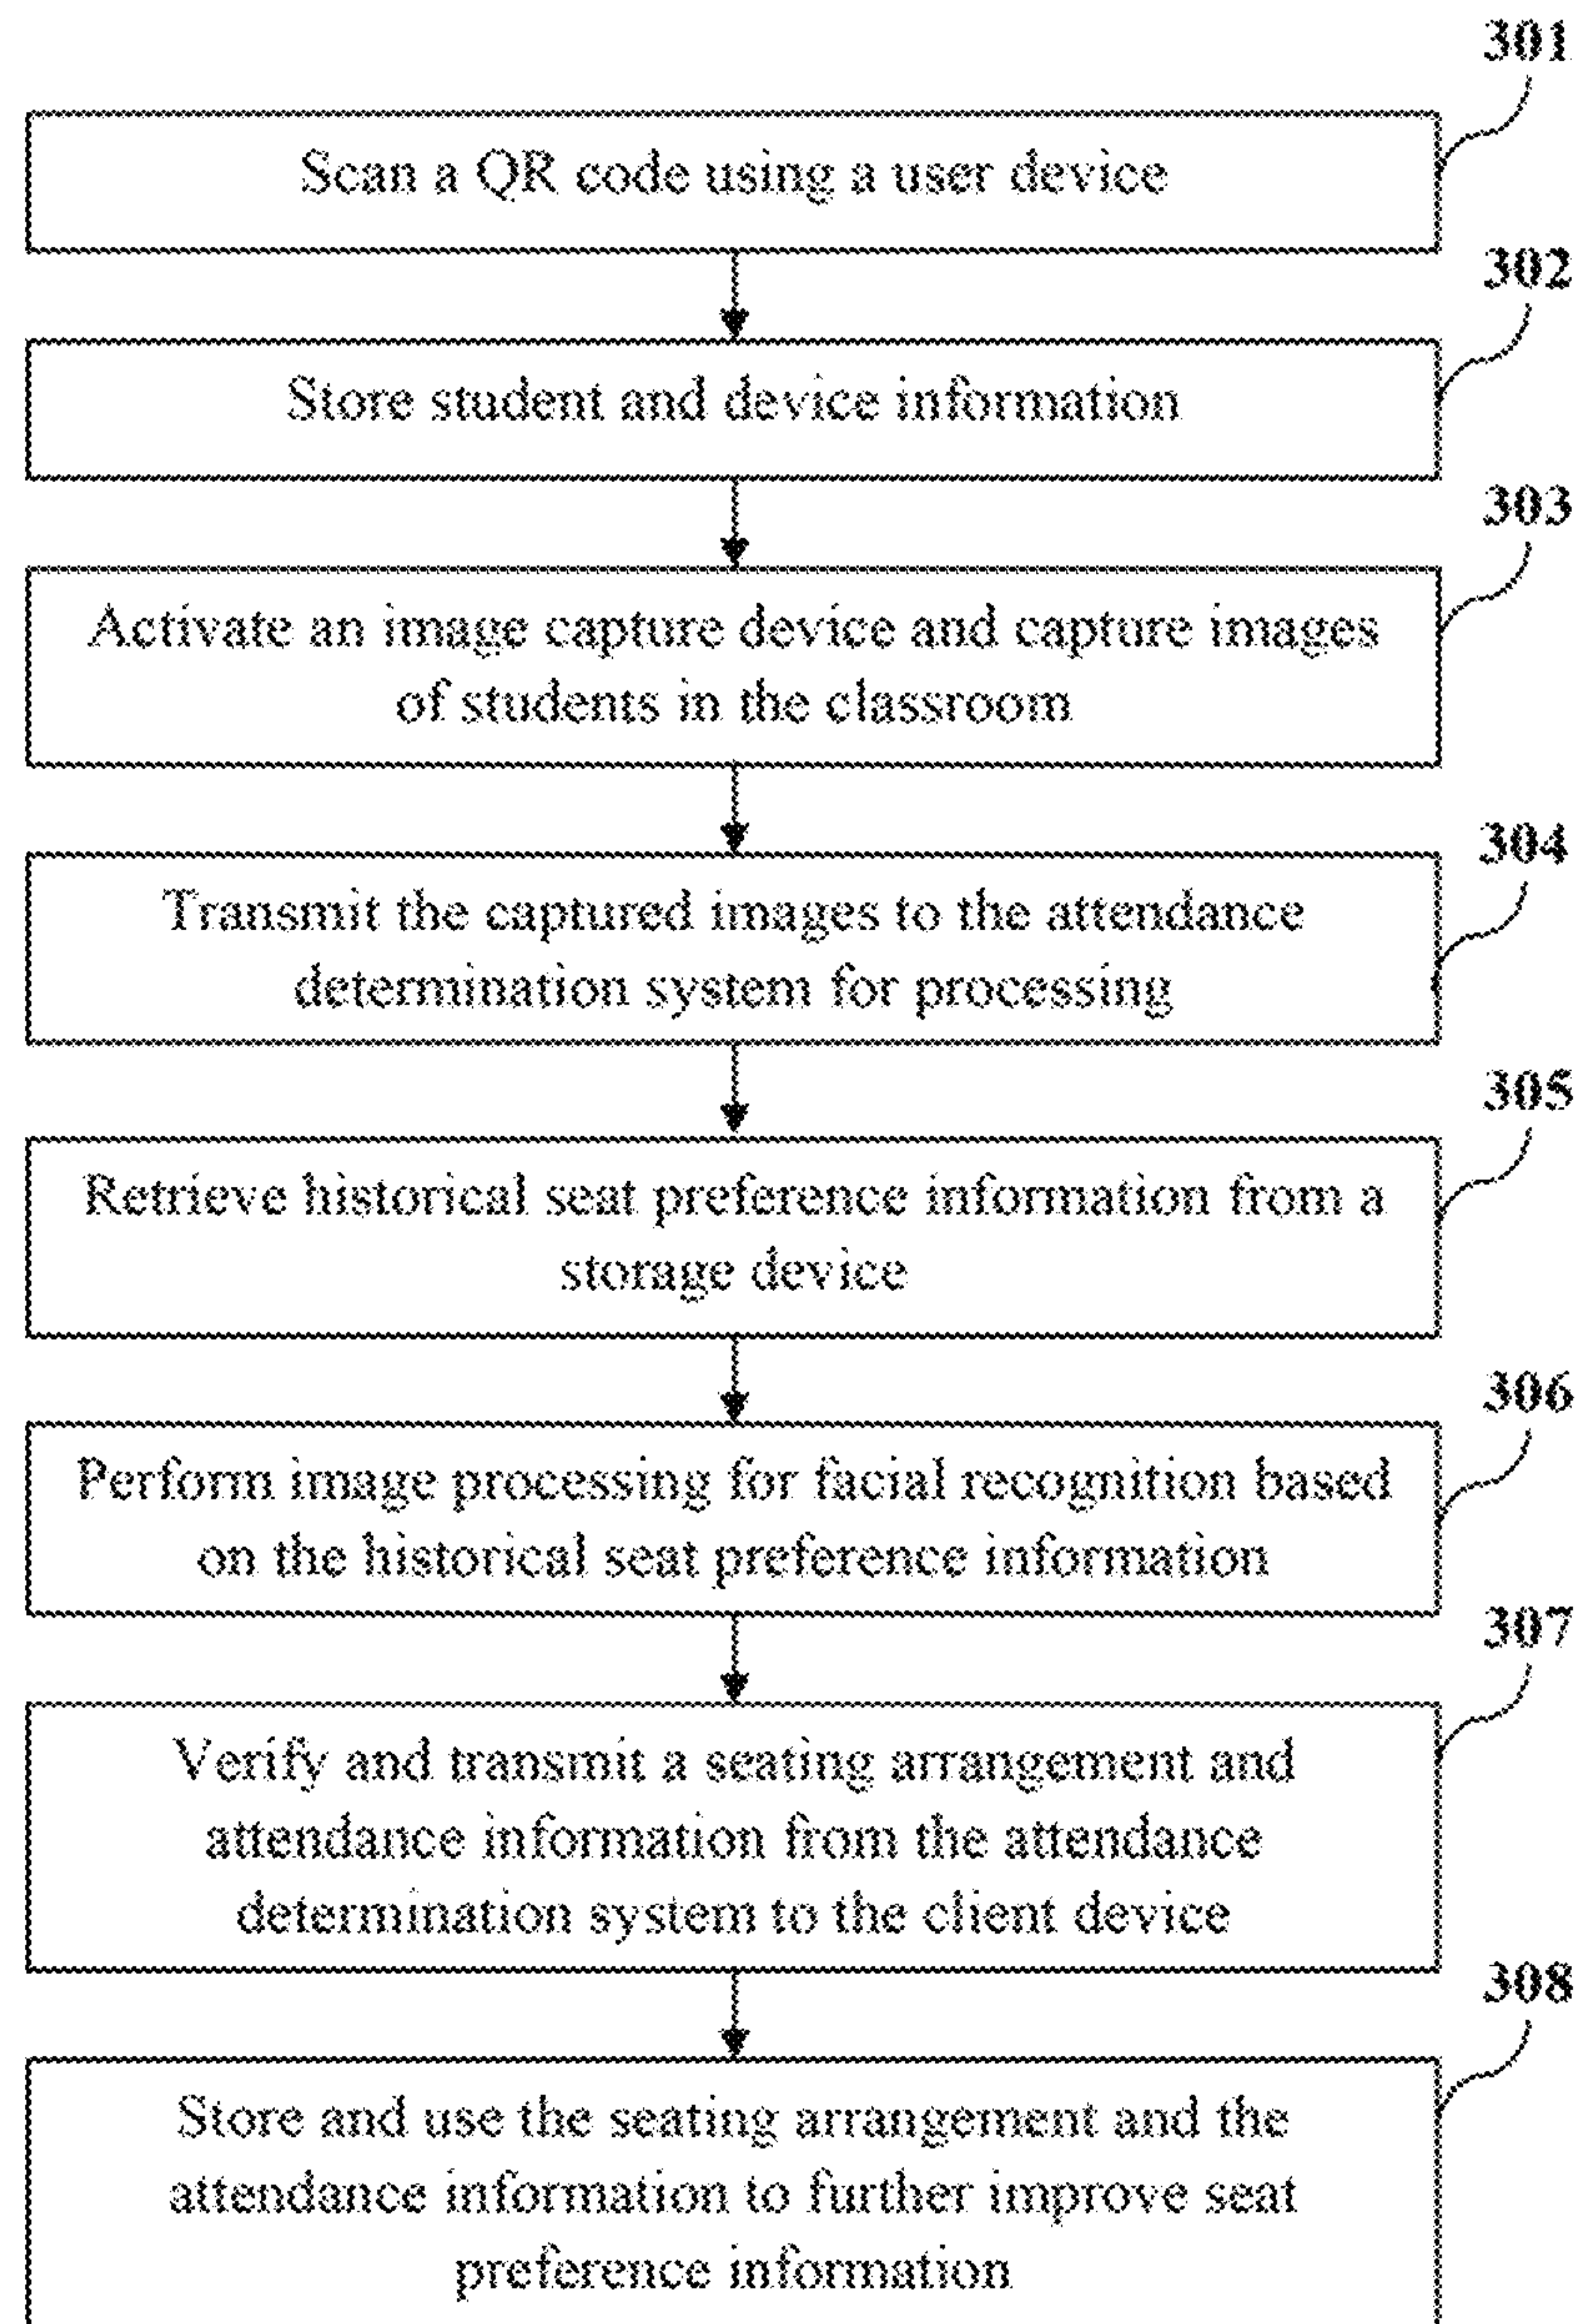 301
Scan a QR code using a user device
302
Store student and device information
303
Activate an image capture device and capture images
of students in the classroom
304
Transmit the captured images to the attendance
determination system for processing
305
Retrieve historical seat preference information from a
storage device
306
Perform image processing for facial recognition based
on the historical seat preference information
307
Verify and transmit a seating arrangement and
attendance information from the attendance
determination system to the client device
308
Store and use the seating arrangement and the
attendance information to further improve seat
preference information